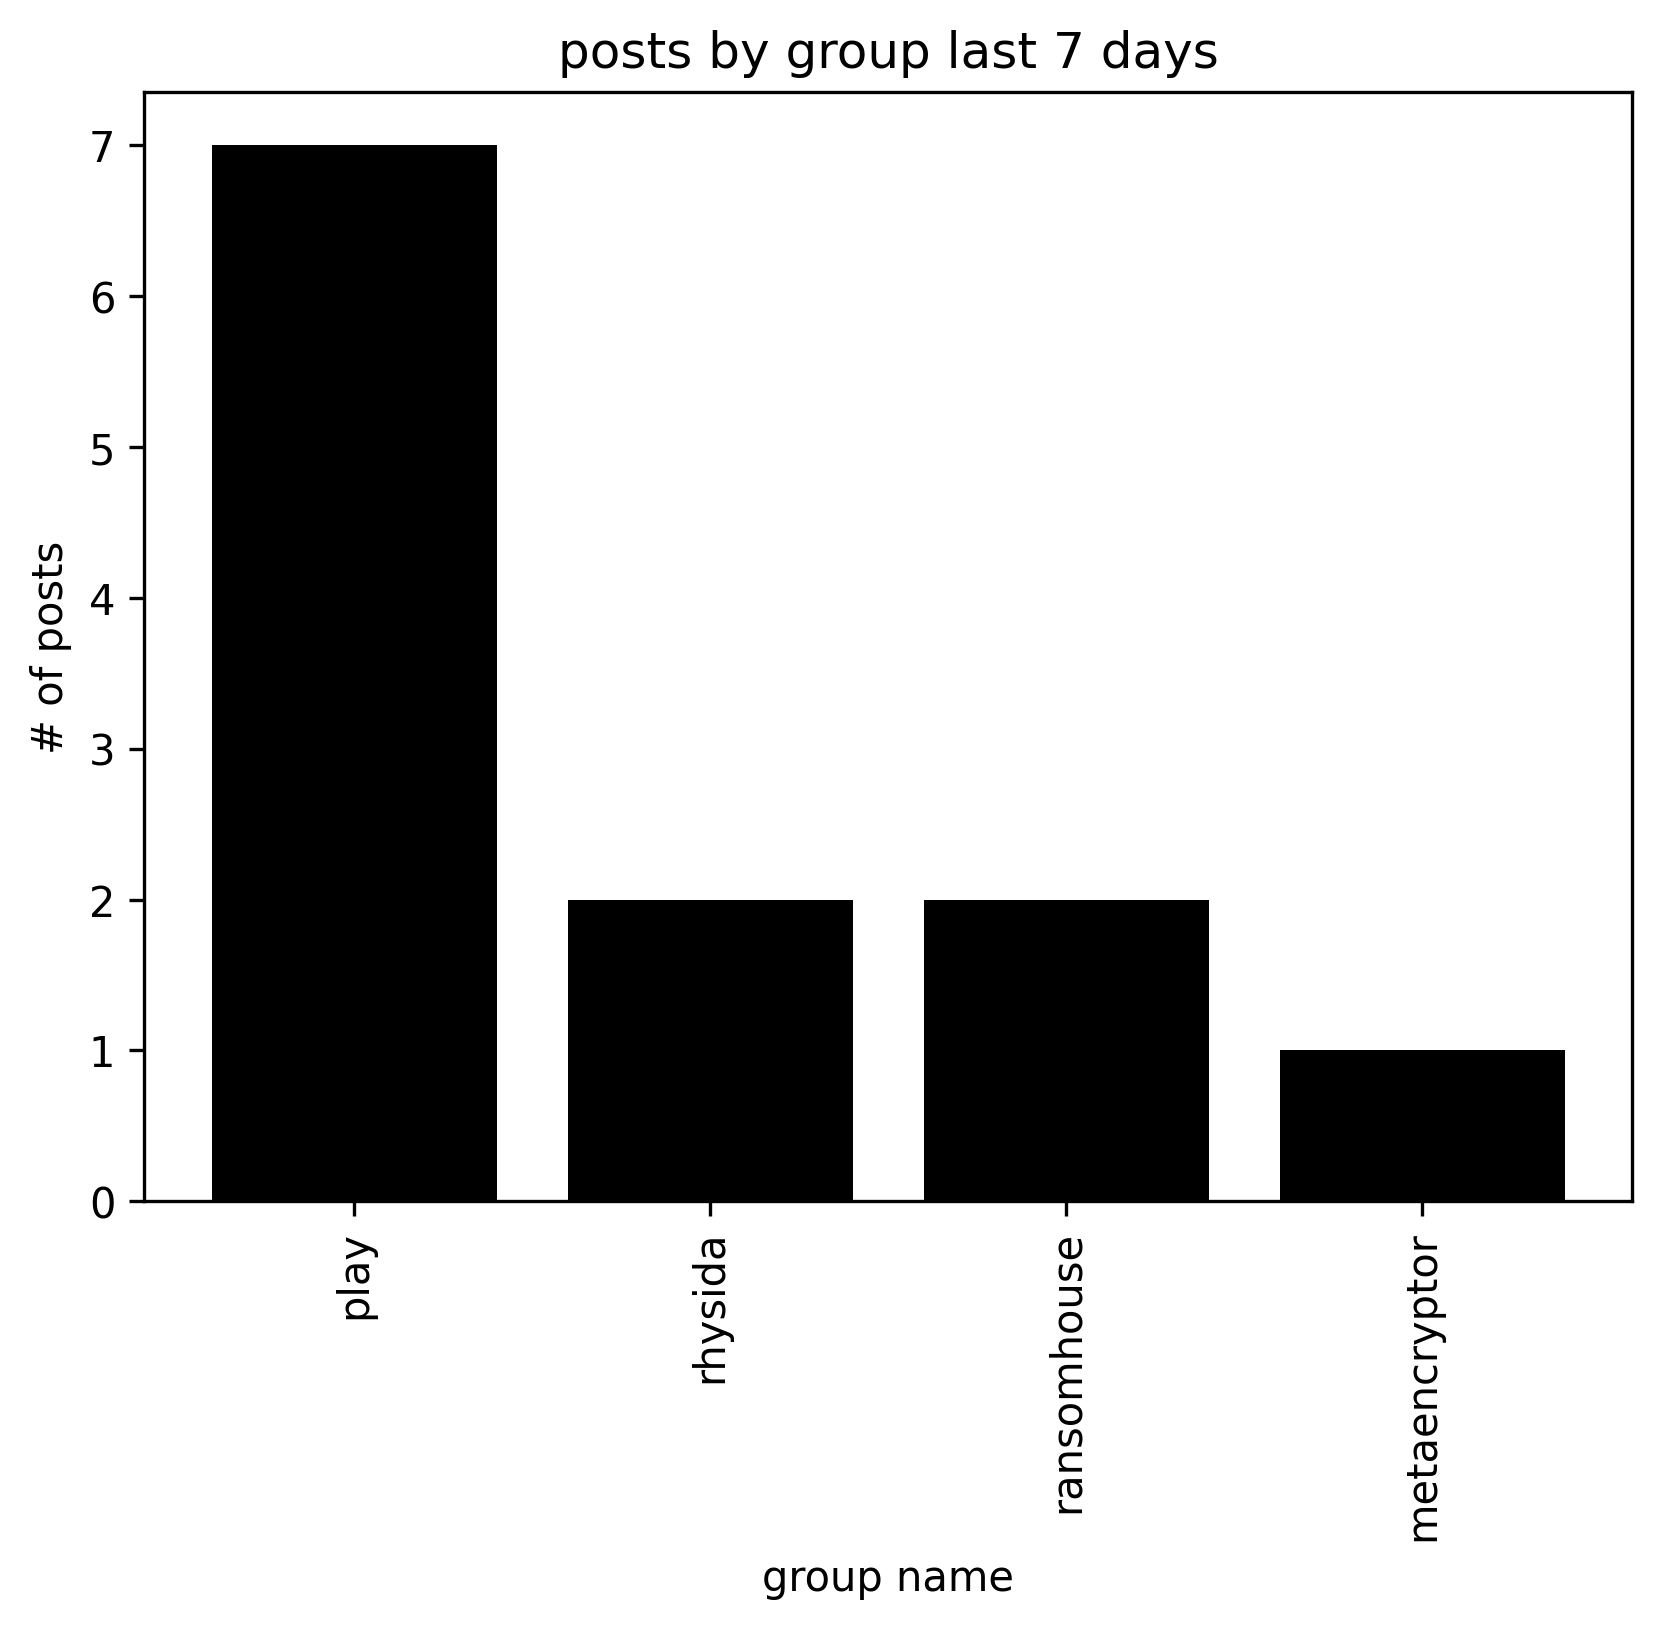 posts by group last 7 days
# of posts
7
6
5
4
3
2
1
0
play
rhysida
ransomhouse
metaencryptor
group name